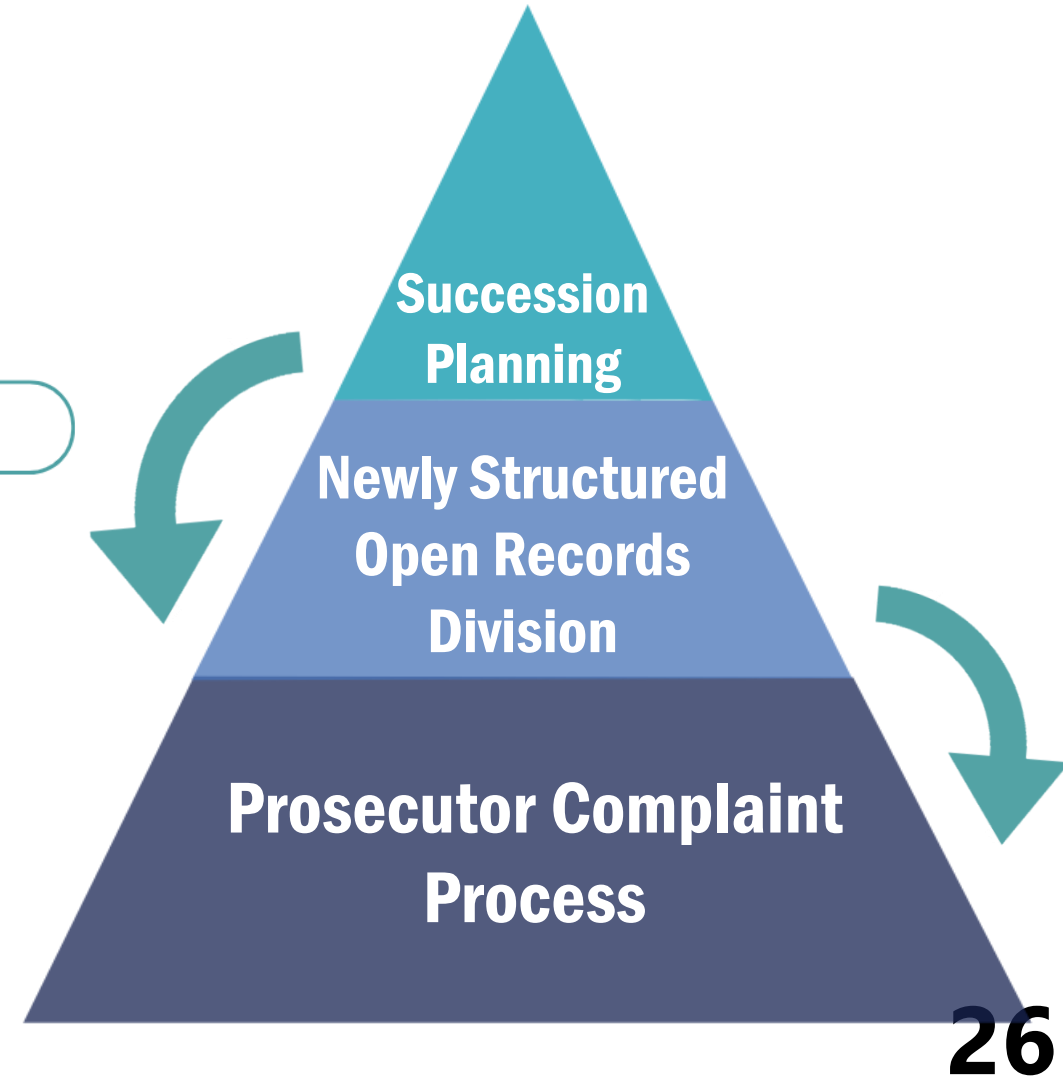 Succession
Planning
Newly Structured
Open Records
Division
Prosecutor Complaint
Process
26